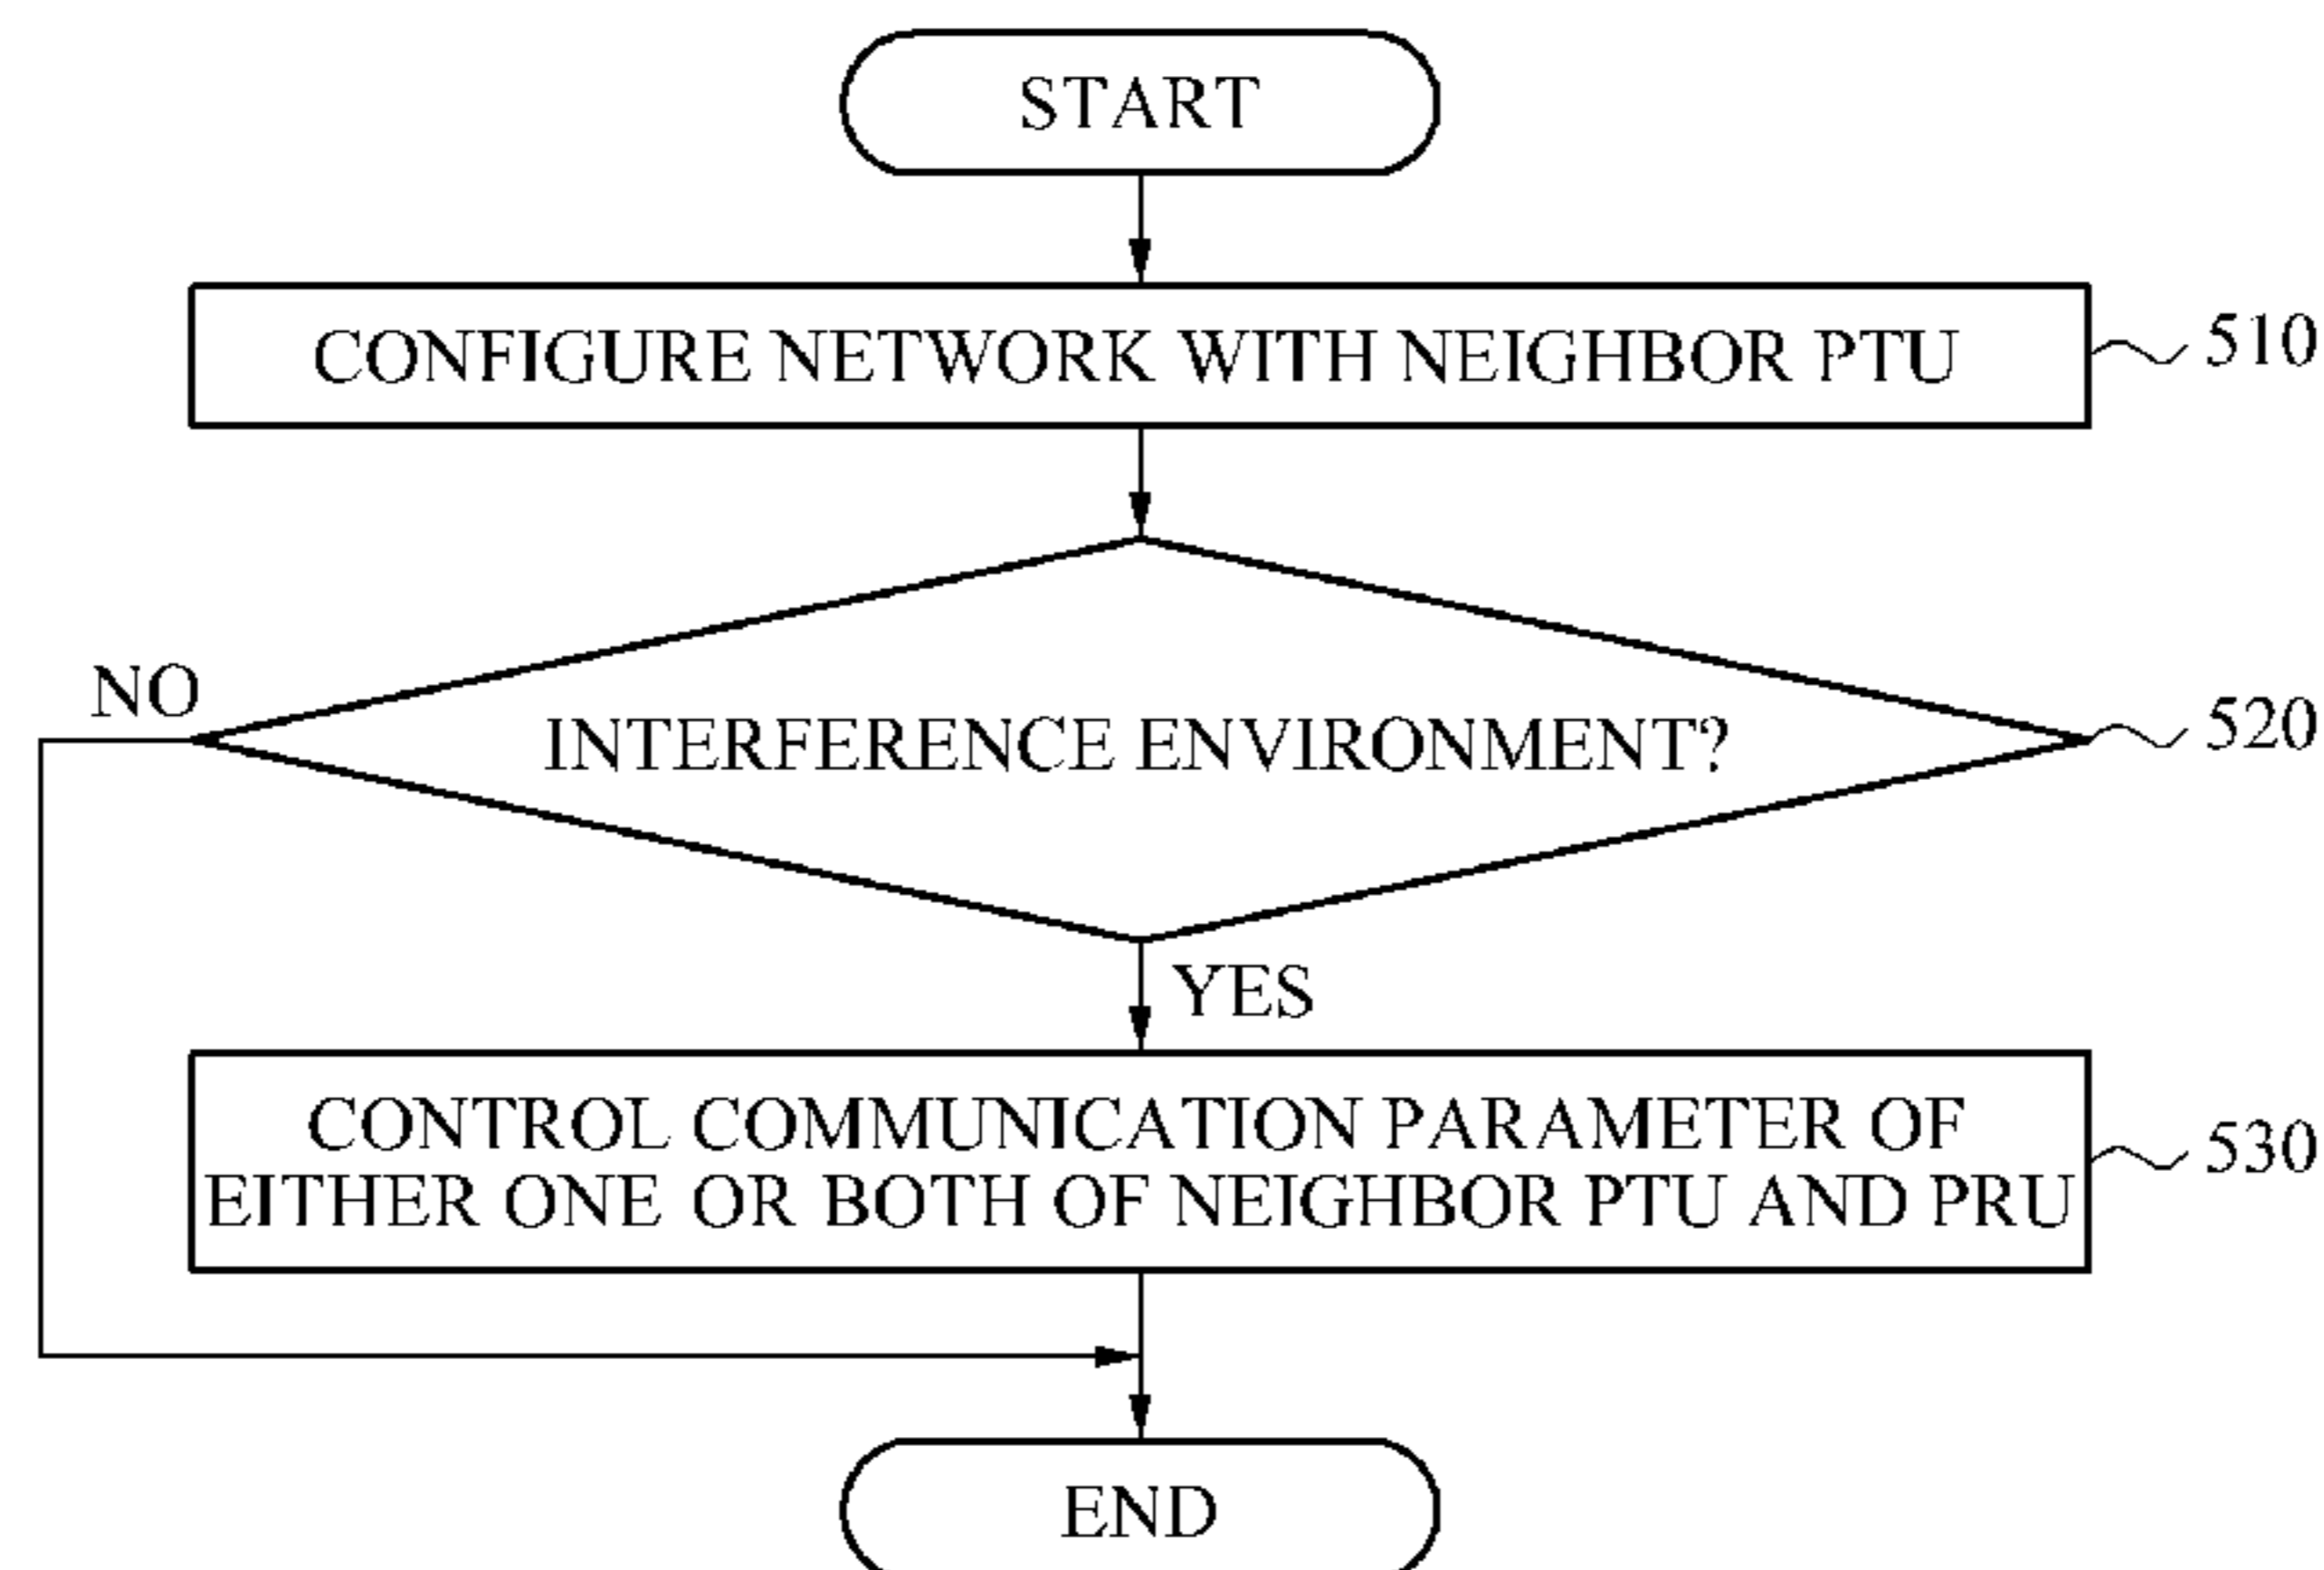 START
CONFIGURE NETWORK WITH NEIGHBOR PTU
510
NO
INTERFERENCE ENVIRONMENT?
520
YES
CONTROL COMMUNICATION PARAMETER OF
EITHER ONE OR BOTH OF NEIGHBOR PTU AND PRU
530
END